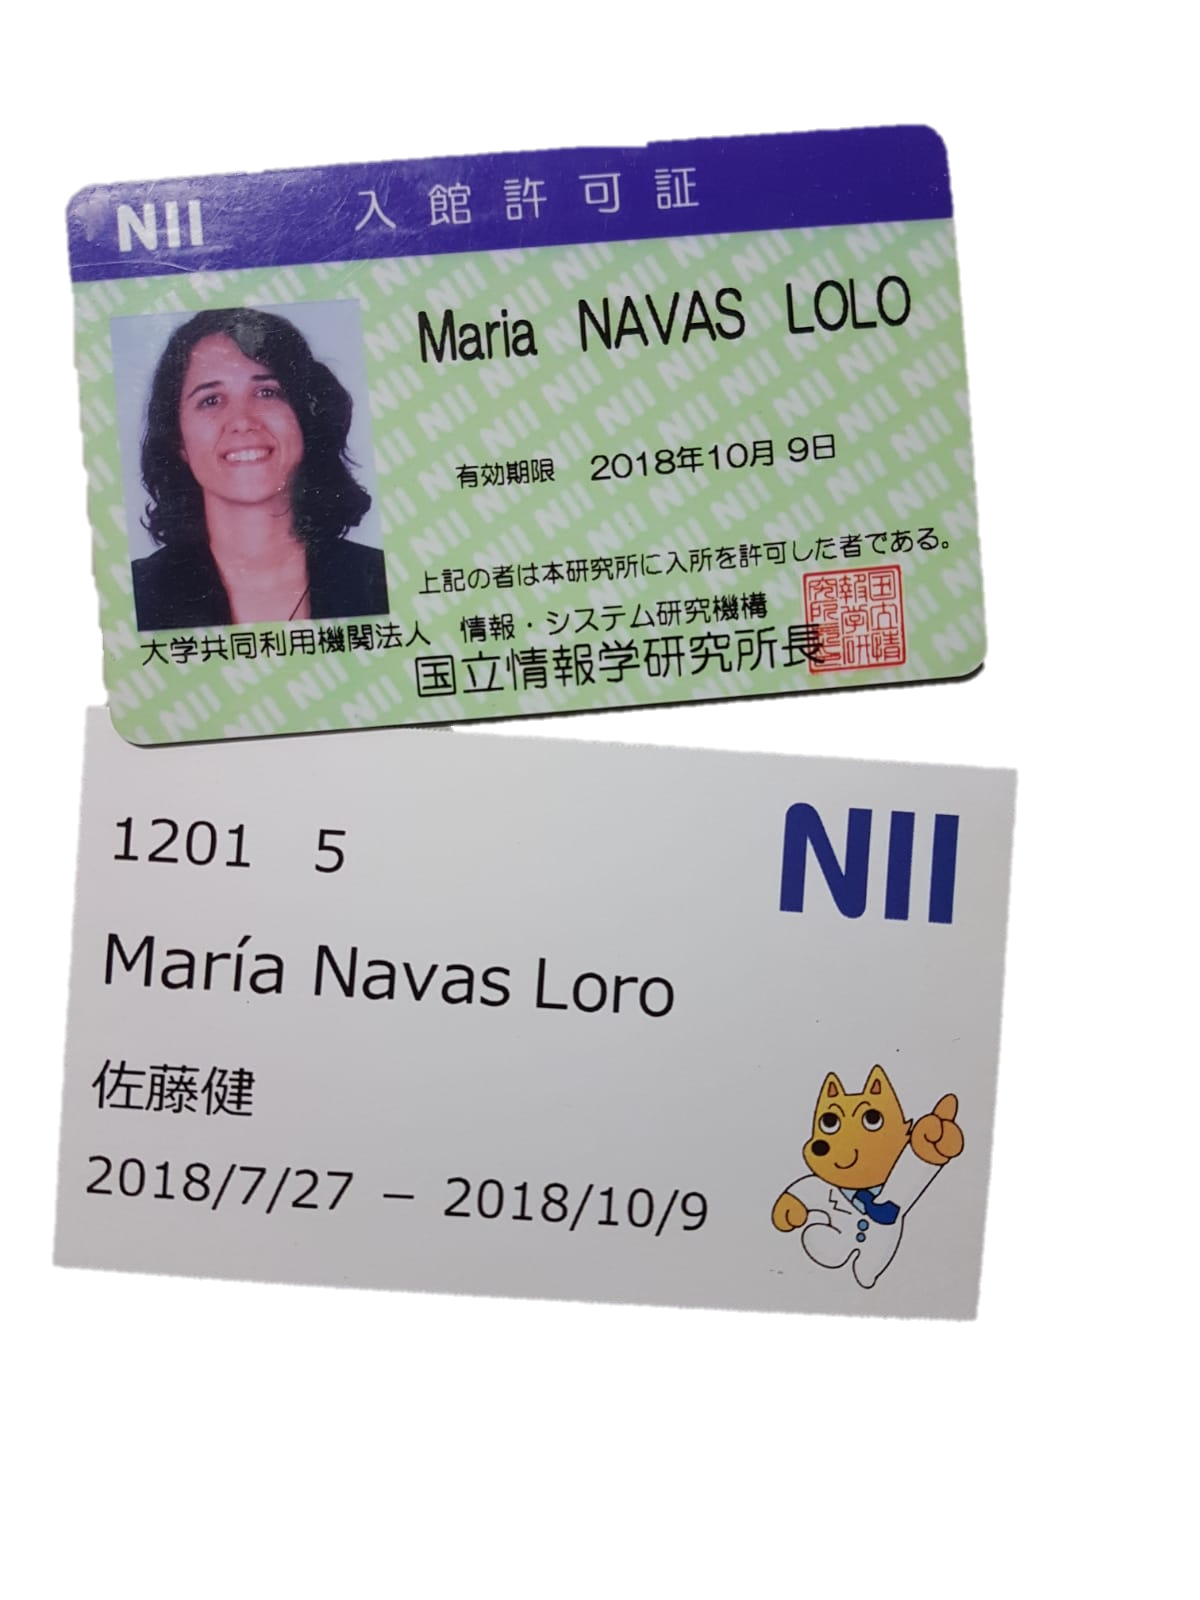 NII 入館許可証
Maria NAVAS LOLO
有効期限 2018年10月 9日
上記の者は本研究所に入所を許可した者である。
大学共同利用機関法人 情報・システム研究機構
国立情報学研究所長
1201 5
NII
María Navas Loro
佐藤健
2018/7/27 – 2018/10/9